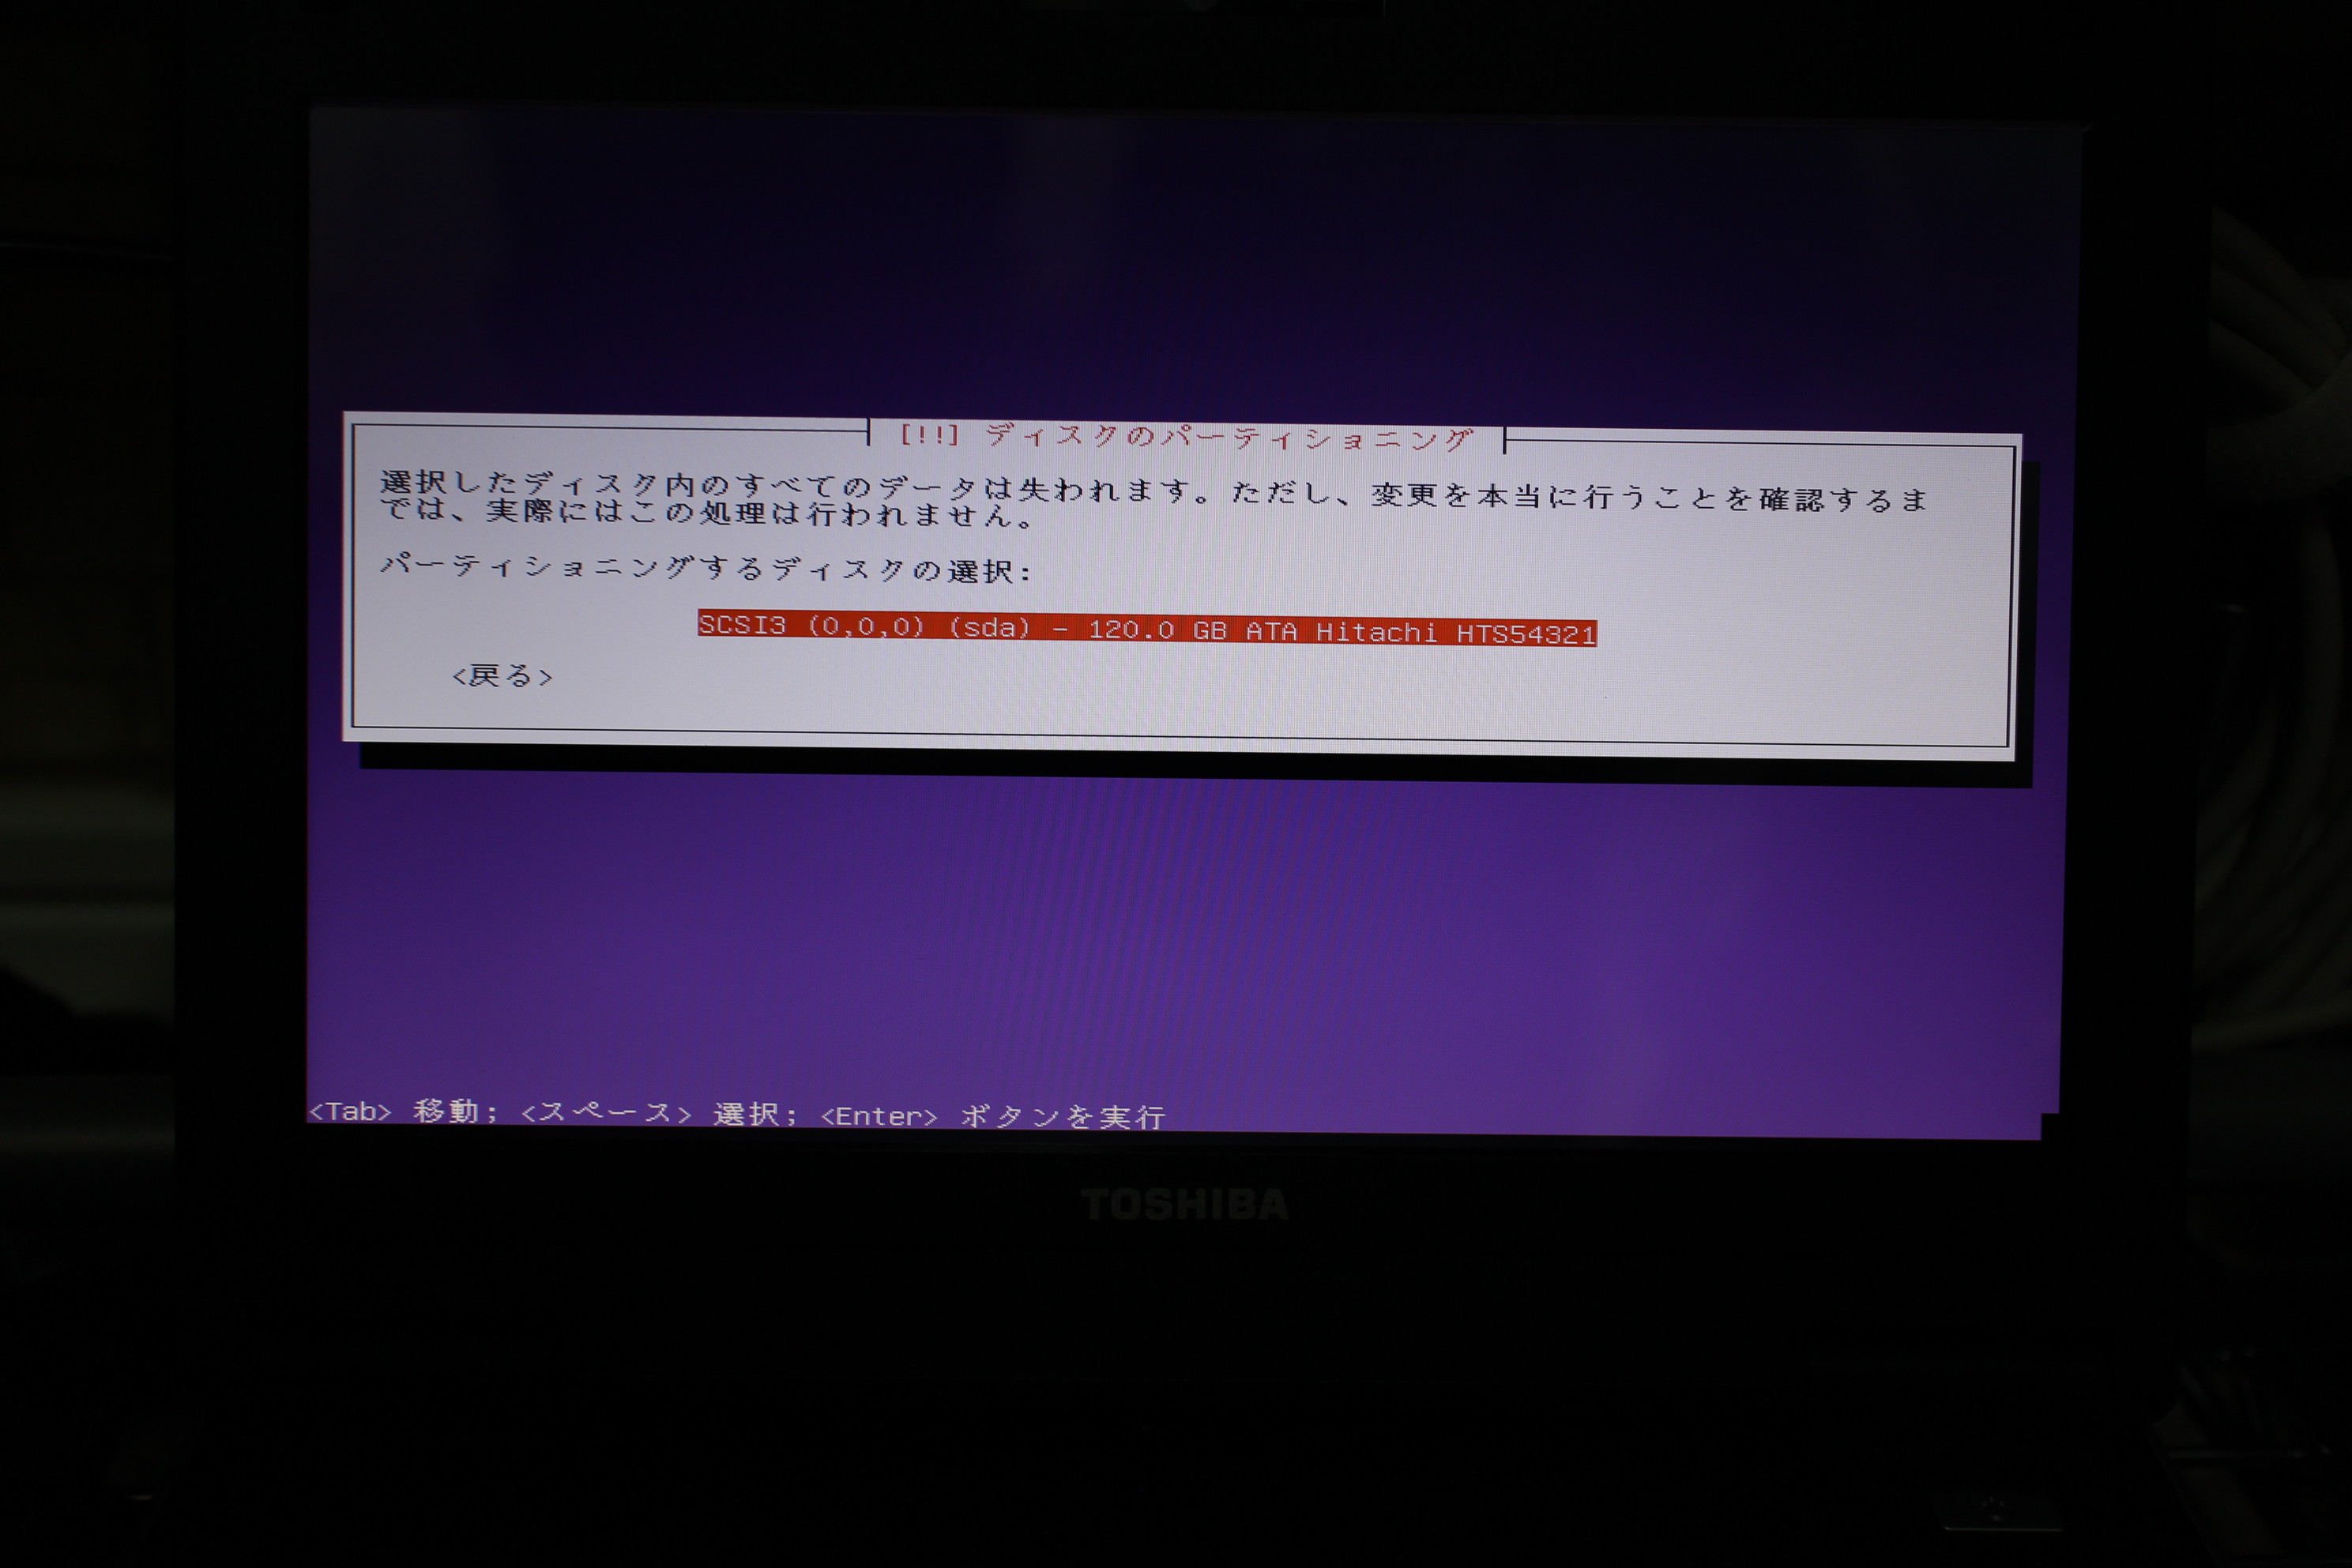 [!!] ディスクのパーティショニング
選択したディスク内のすべてのデータは失われます。ただし、変更を本当に行うことを確認するま
では、実際にはこの処理は行われません。
パーティショニングするディスクの選択:
SCSI3 (0,0,0) (sda) - 120.0 GB ATA Hitachi HTS54321
<戻る>
<Tab> 移動; <スペース> 選択; <Enter> ボタンを実行
TOSHIBA